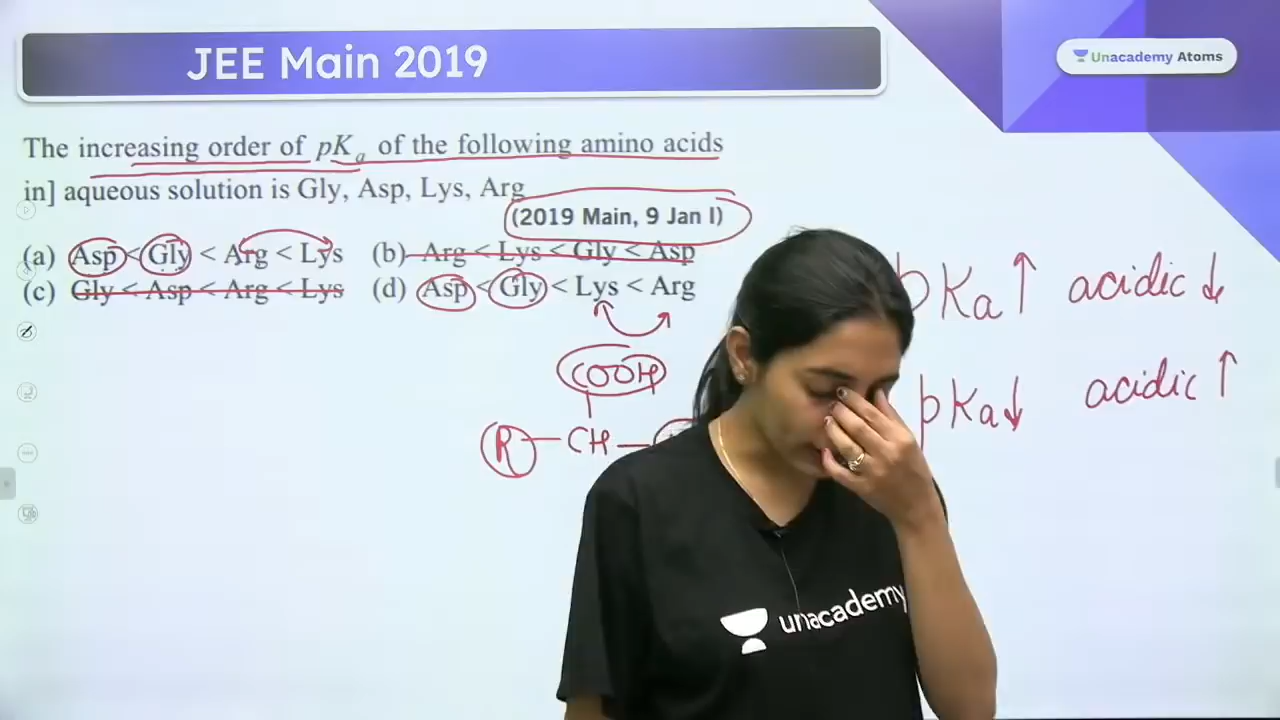 JEE Main 2019
Unacademy Atoms
The increasing order of pKa of the following amino acids
in] aqueous solution is Gly, Asp, Lys, Arg
(2019 Main, 9 Jan I)
(a) Asp < Gly < Arg < Lys (b) Arg < Lys < Gly < Asp
(c) Gly < Asp < Arg < Lys (d) Asp < Gly < Lys < Arg
pKa ↑ acidic ↓
COOH
pKa ↓ acidic ↑
R — CH —
unacademy